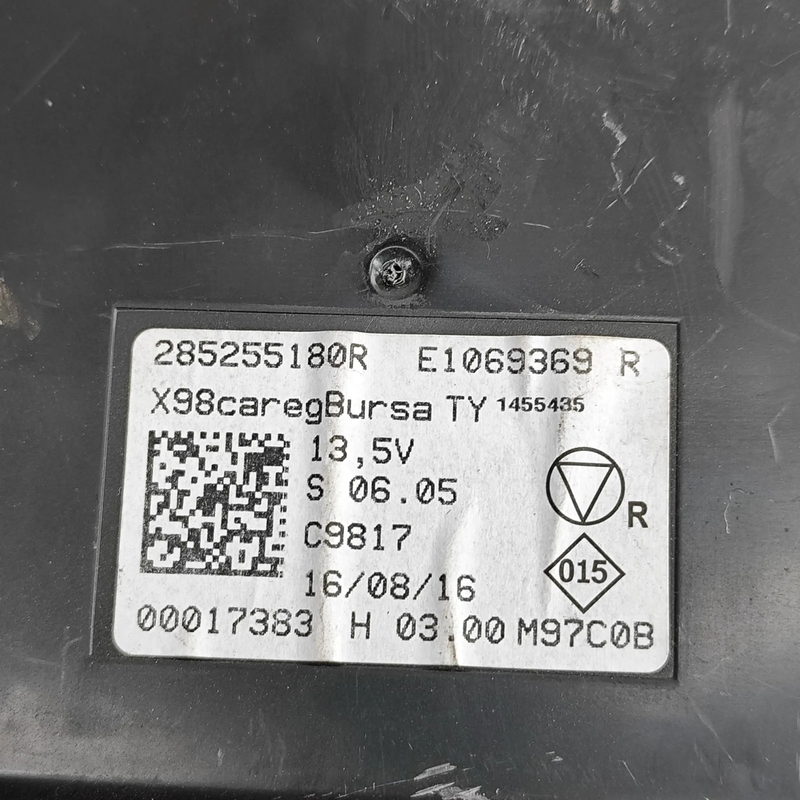 285255180R E1069369 R
X98caregBursa TY 1455435
13,5V
S 06.05
R
C9817
015
16/08/16
00017383 H 03.00 M97C0B